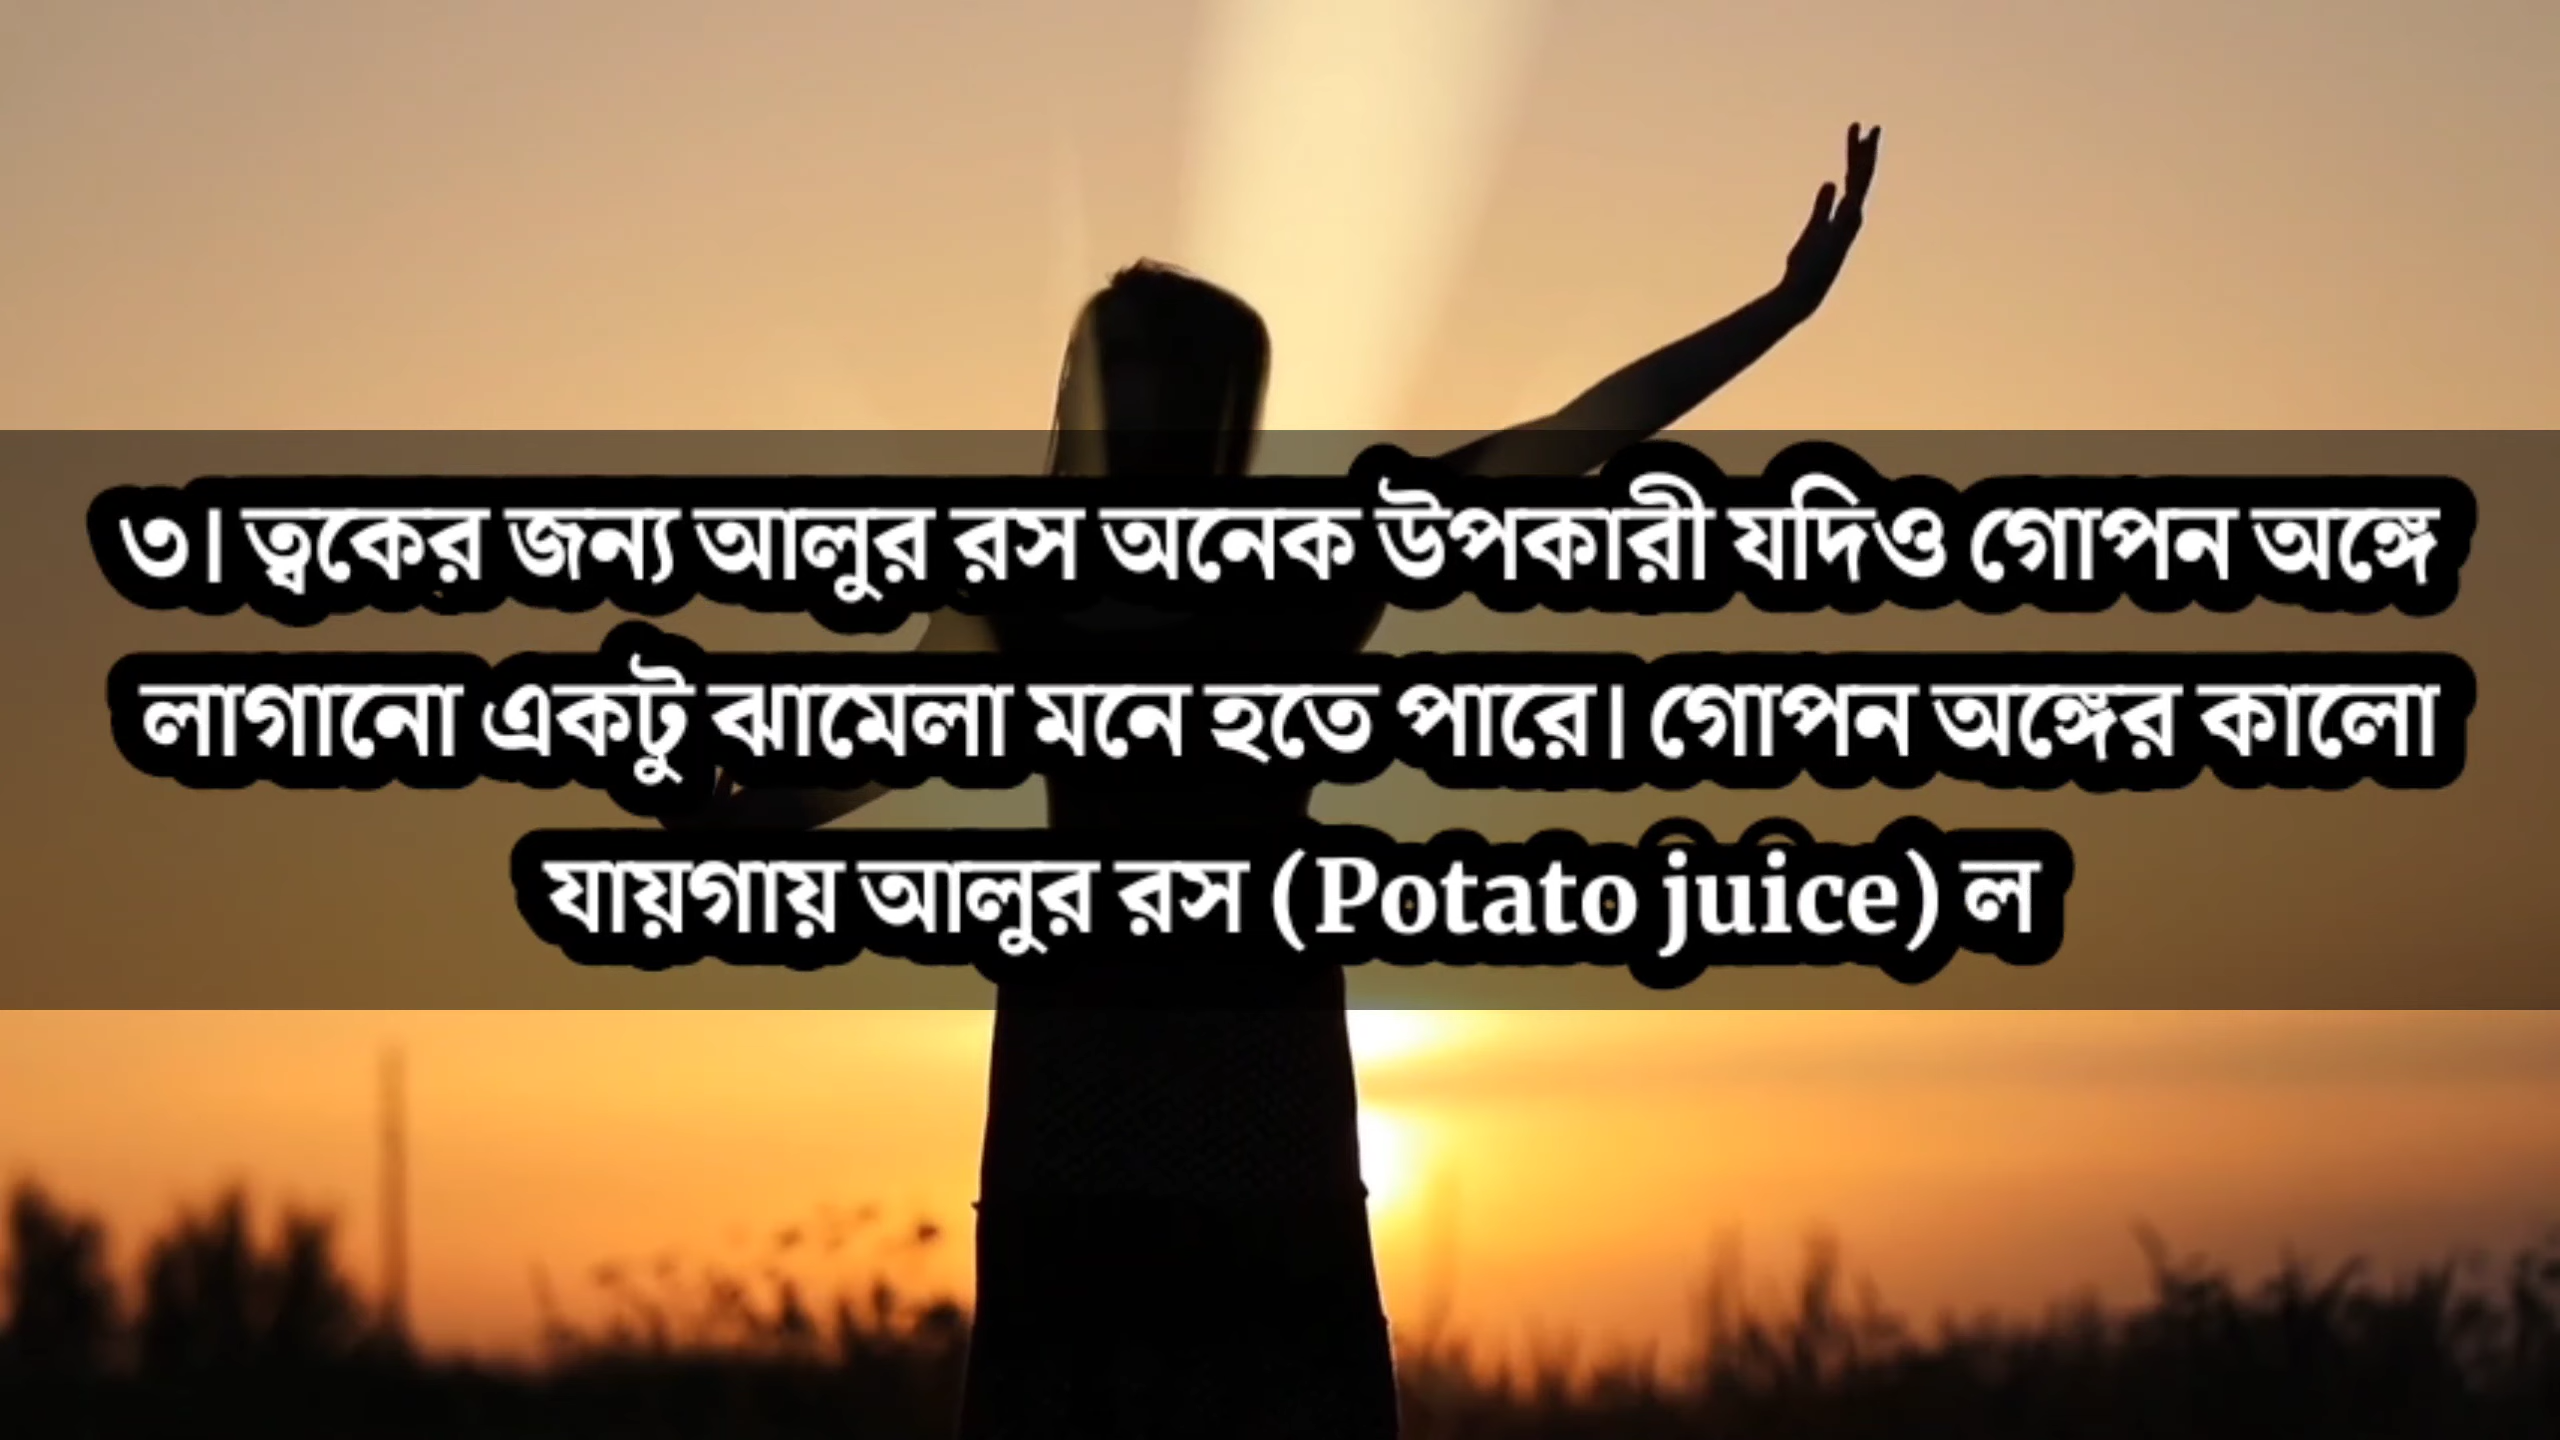 ৩। ত্বকের জন্য আলুর রস অনেক উপকারী যদিও গোপন অঙ্গে
লাগানো একটু ঝামেলা মনে হতে পারে। গোপন অঙ্গের কালো
যায়গায় আলুর রস (Potato juice) ল